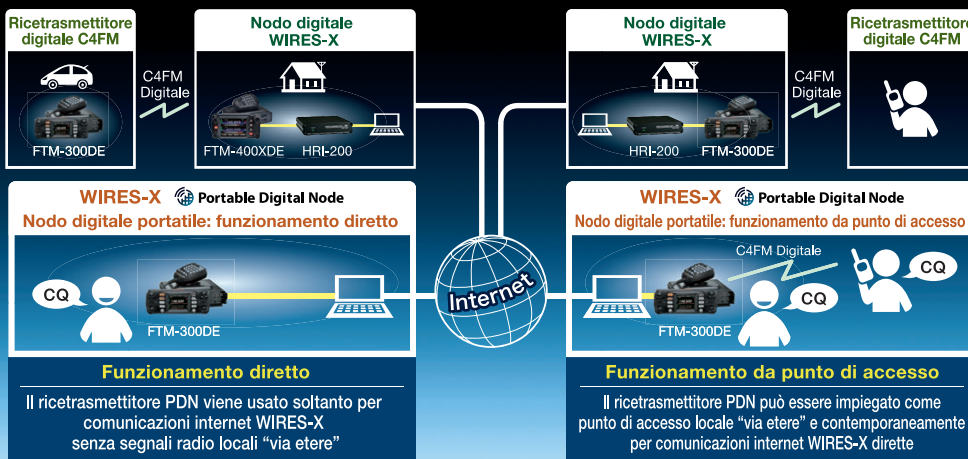 Ricetrasmettitore
digitale C4FM
FTM-300DE
C4FM
Digitale
Nodo digitale
WIRES-X
FTM-400XDE HRI-200
Nodo digitale
WIRES-X
HRI-200 FTM-300DE
C4FM
Digitale
Ricetrasmettitore
digitale C4FM
WIRES-X Portable Digital Node
Nodo digitale portatile: funzionamento diretto
CQ
FTM-300DE
Internet
WIRES-X Portable Digital Node
Nodo digitale portatile: funzionamento da punto di accesso
C4FM Digitale
CQ
CQ
FTM-300DE
Funzionamento diretto
Il ricetrasmettitore PDN viene usato soltanto per
comunicazioni internet WIRES-X
senza segnali radio locali “via etere”
Funzionamento da punto di accesso
Il ricetrasmettitore PDN può essere impiegato come
punto di accesso locale “via etere” e contemporaneamente
per comunicazioni internet WIRES-X dirette